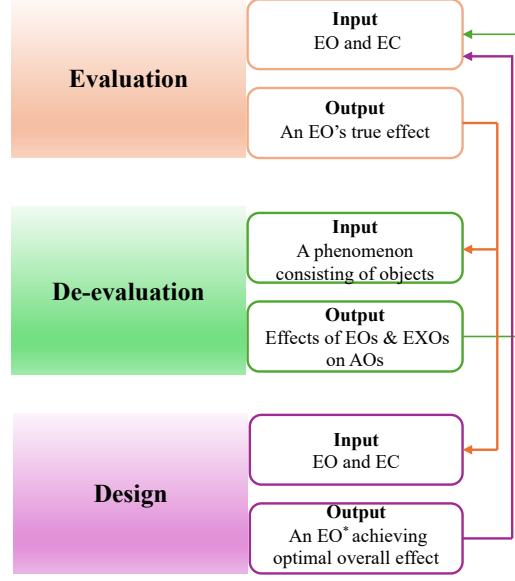 Evaluation
Input
EO and EC
Output
An EO's true effect
De-evaluation
Input
A phenomenon
consisting of objects
Output
Effects of EOs & EXOs
on AOs
Design
Input
EO and EC
Output
An EO* achieving
optimal overall effect